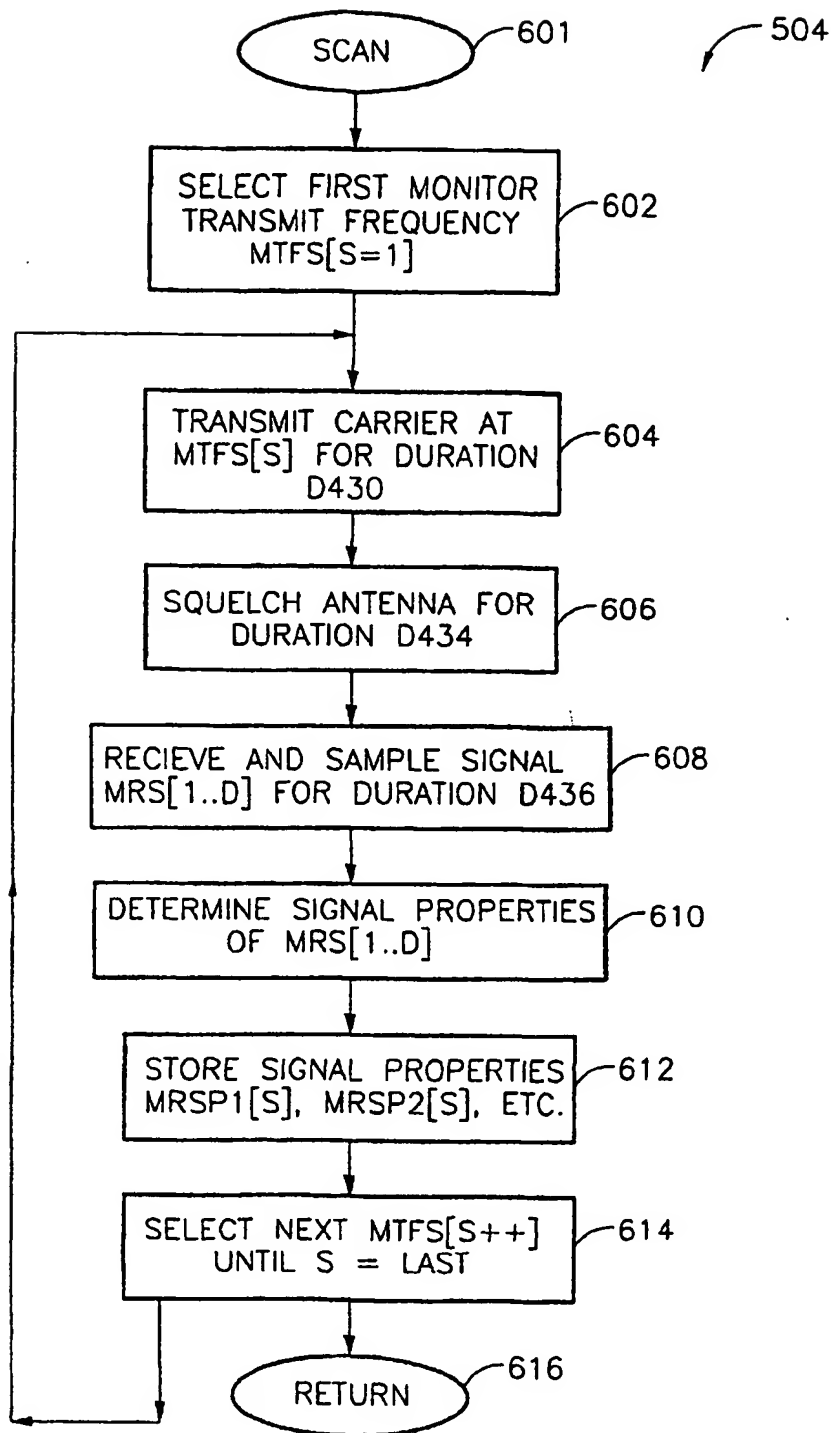 SCAN
601
504
SELECT FIRST MONITOR
TRANSMIT FREQUENCY
MTFS[S=1]
602
TRANSMIT CARRIER AT
MTFS[S] FOR DURATION
D430
604
SQUELCH ANTENNA FOR
DURATION D434
606
RECIEVE AND SAMPLE SIGNAL
MRS[1..D] FOR DURATION D436
608
DETERMINE SIGNAL PROPERTIES
OF MRS[1..D]
610
STORE SIGNAL PROPERTIES
MRSP1[S], MRSP2[S], ETC.
612
SELECT NEXT MTFS[S++]
UNTIL S = LAST
614
RETURN
616